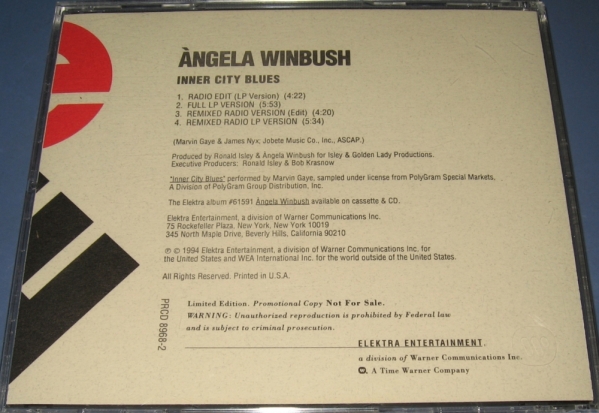 ÀNGELA WINBUSH
INNER CITY BLUES
1. RADIO EDIT (LP Version) (4:22)
2. FULL LP VERSION (5:53)
3. REMIXED RADIO VERSION (Edit) (4:20)
4. REMIXED RADIO LP VERSION (5:34)
(Marvin Gaye & James Nyx; Jobete Music Co., Inc., ASCAP.)
Produced by Ronald Isley & Àngela Winbush for Isley & Golden Lady Productions.
Executive Producers: Ronald Isley & Bob Krasnow
"Inner City Blues" performed by Marvin Gaye, sampled under license from PolyGram Special Markets,
A Division of PolyGram Group Distribution, Inc.
The Elektra album #61591 Àngela Winbush available on cassette & CD.
Elektra Entertainment, a division of Warner Communications Inc.
75 Rockefeller Plaza, New York, New York 10019
345 North Maple Drive, Beverly Hills, California 90210
℗ © 1994 Elektra Entertainment, a division of Warner Communications Inc. for
the United States and WEA International Inc. for the world outside of the United States.
All Rights Reserved. Printed in U.S.A.
PRCD 8968-2
Limited Edition. Promotional Copy Not For Sale.
WARNING: Unauthorized reproduction is prohibited by Federal law
and is subject to criminal prosecution.
ELEKTRA ENTERTAINMENT.
a division of Warner Communications Inc.
A Time Warner Company